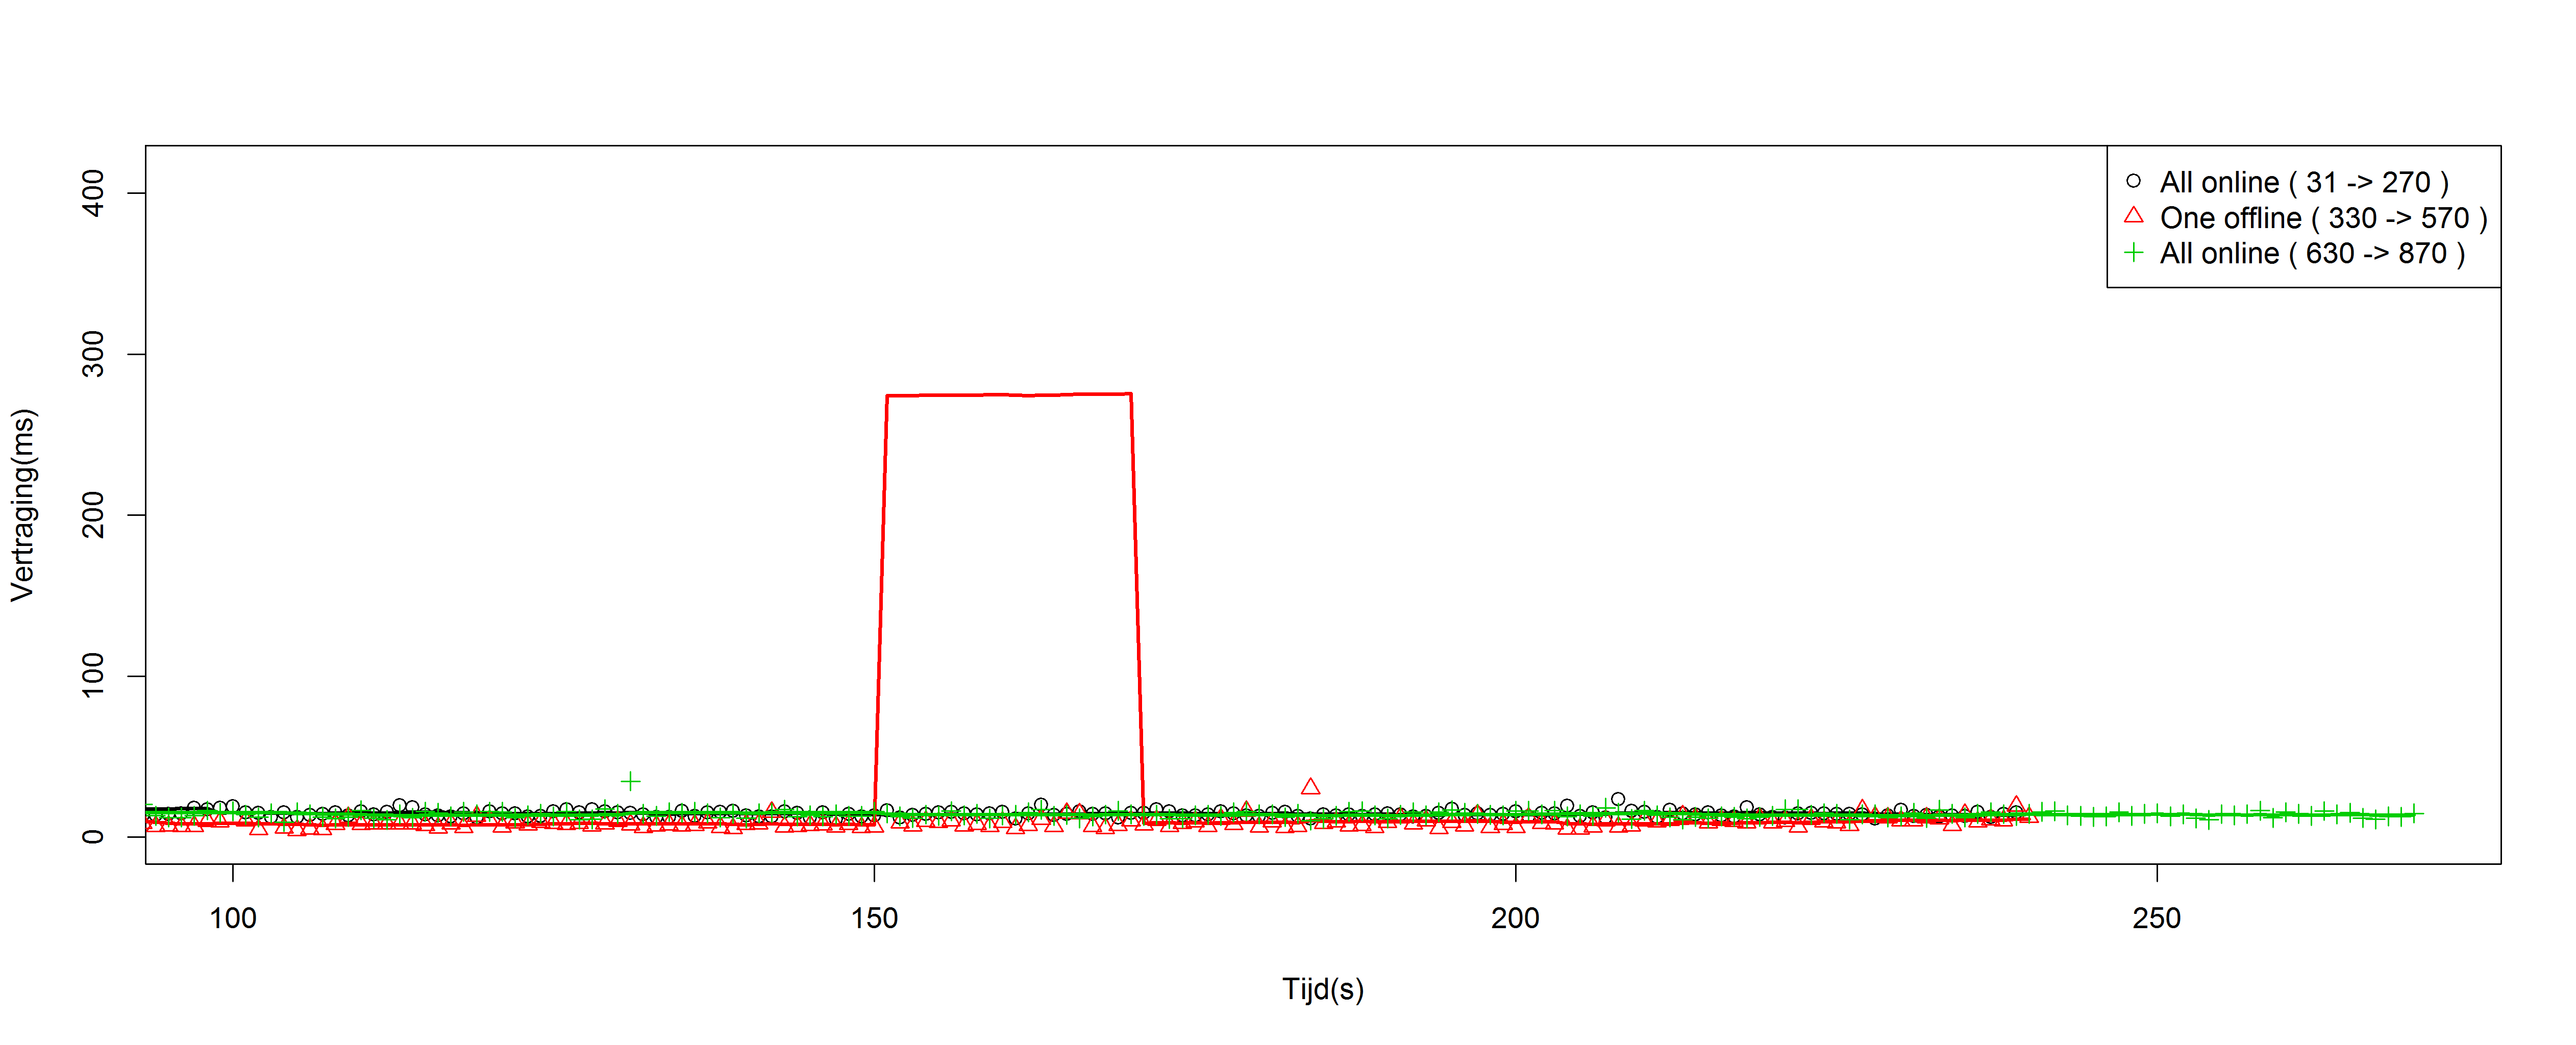 All online ( 31 -> 270 )
One offline ( 330 -> 570 )
All online ( 630 -> 870 )
Vertraging(ms)
400
300
200
100
0
100
150
200
250
Tijd(s)